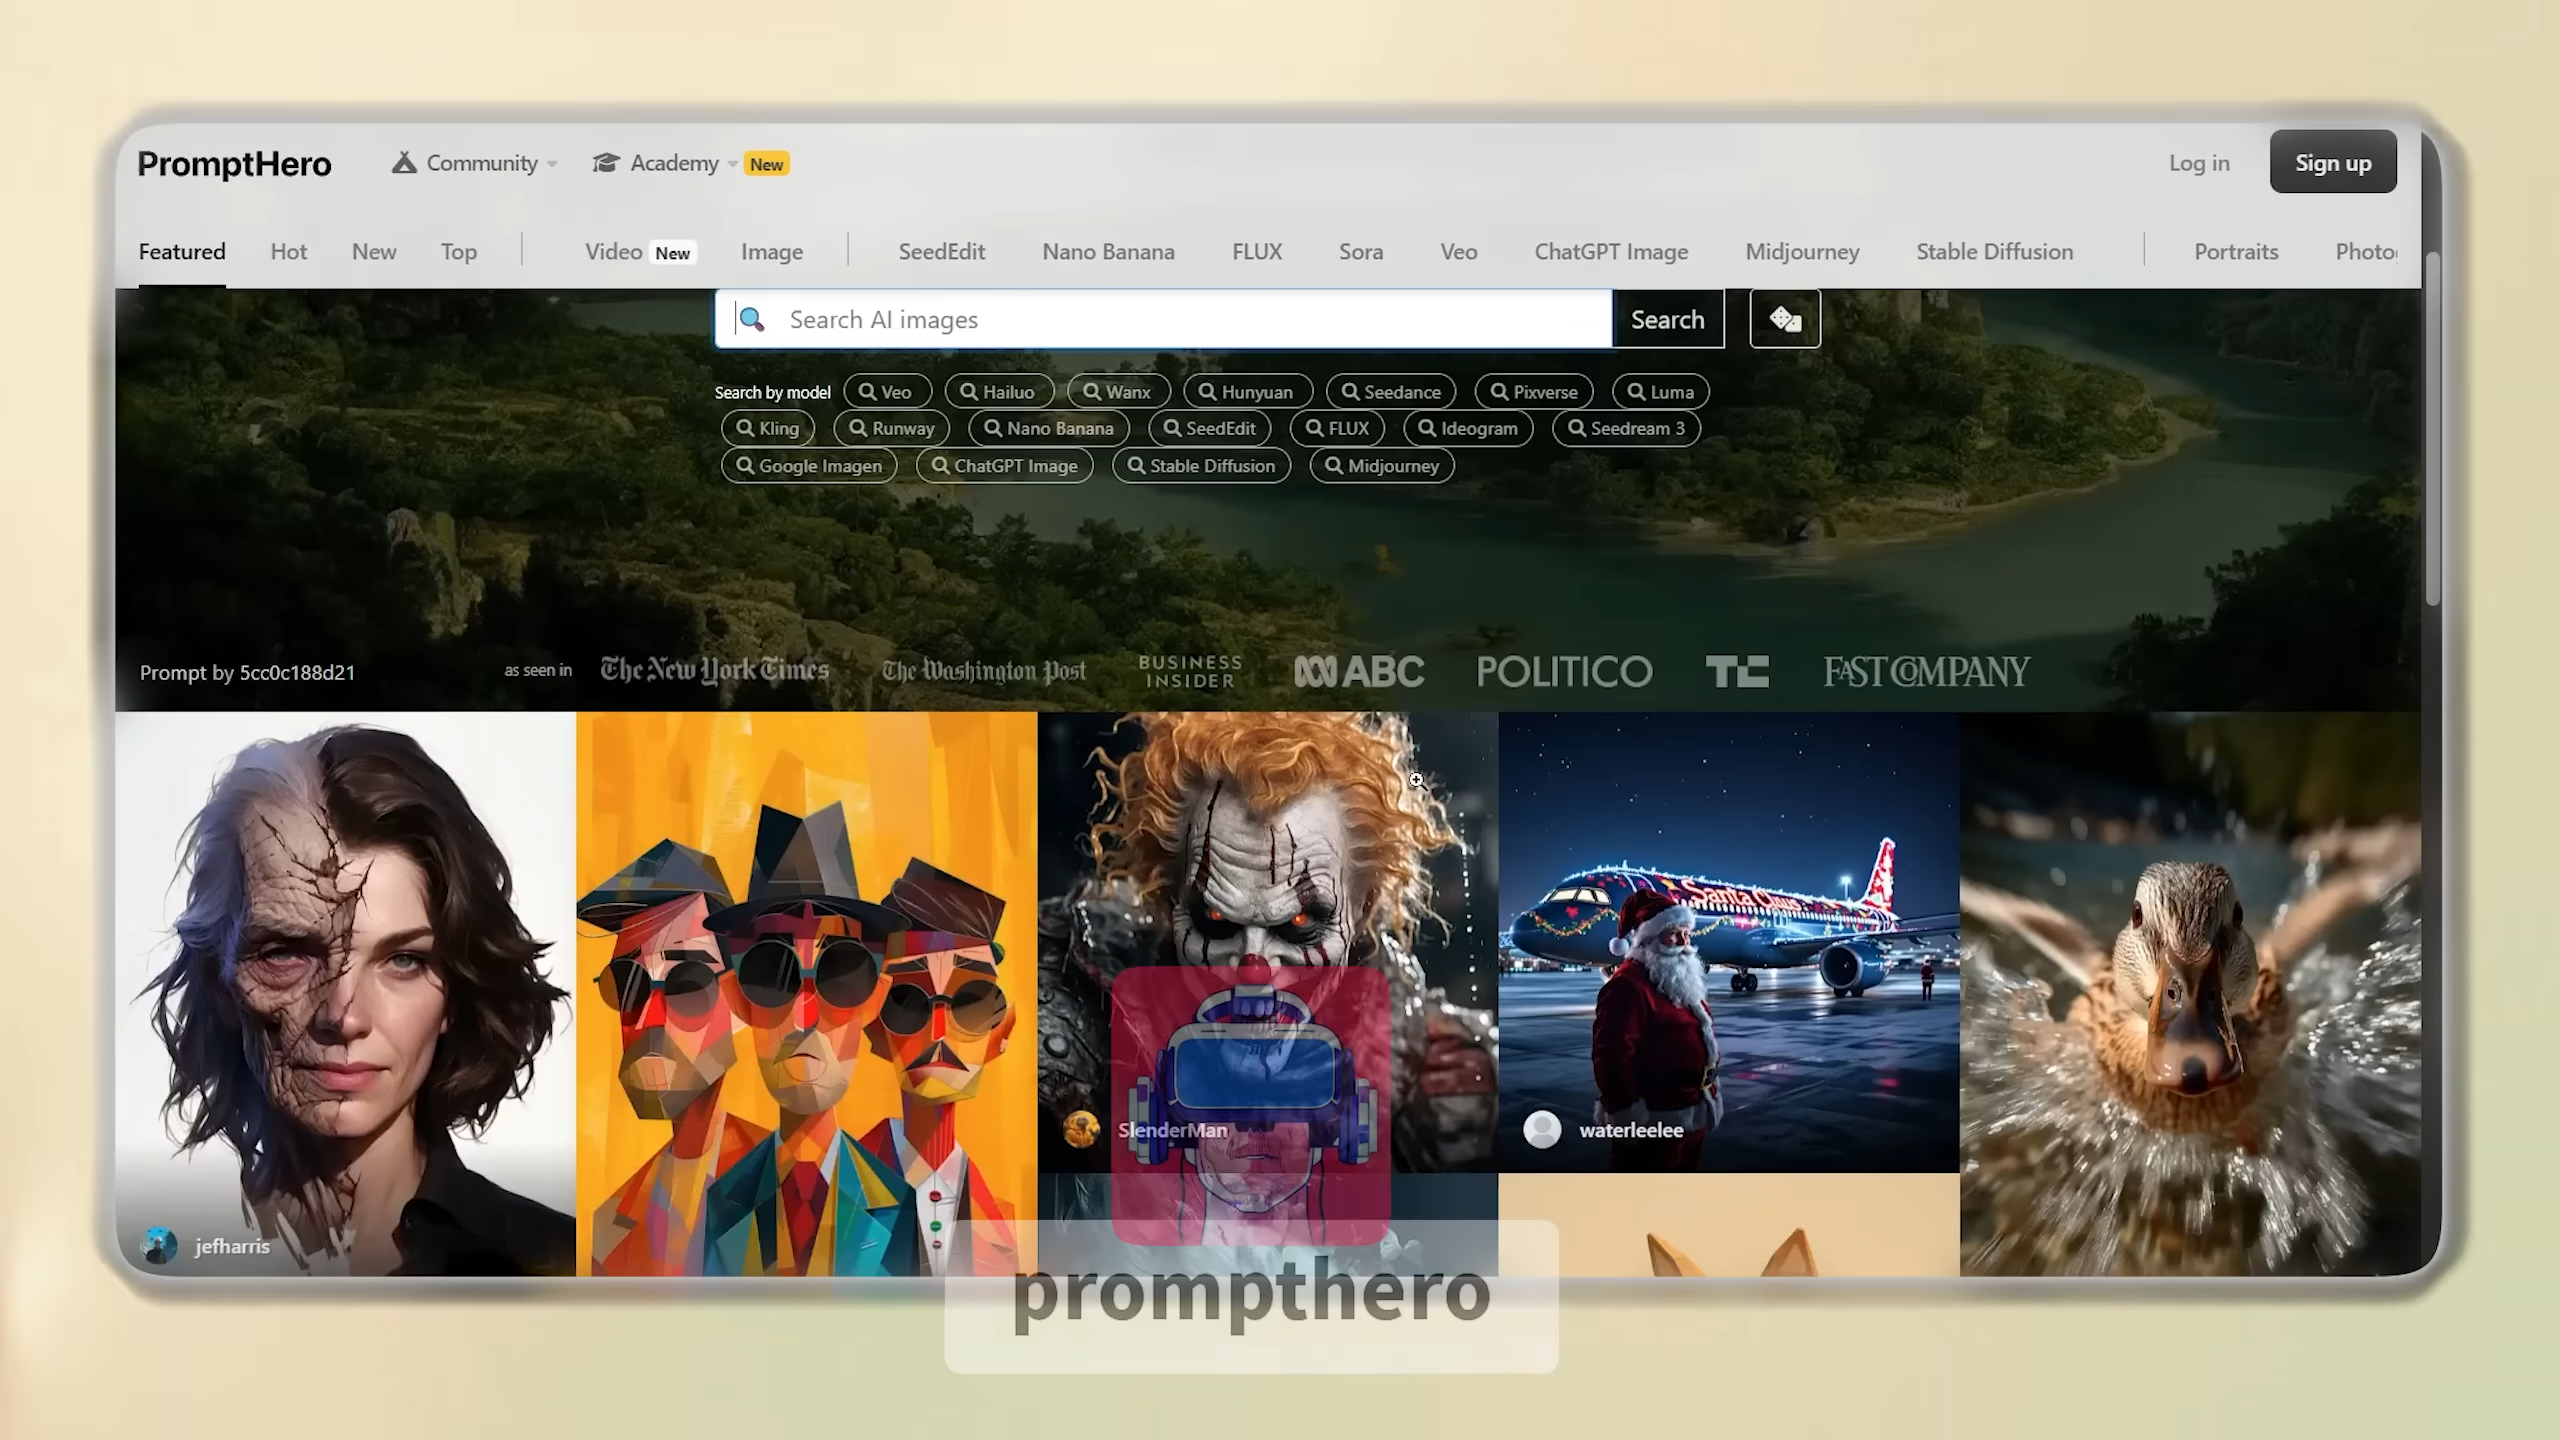 PromptHero Community Academy New Log in Sign up
Featured Hot New Top Video New Image SeedEdit Nano Banana FLUX Sora Veo ChatGPT Image Midjourney Stable Diffusion Portraits
Search AI images Search
Search by model Veo Hailuo Wanx Hunyuan Seedance Pixverse Luma
Kling Runway Nano Banana SeedEdit FLUX Ideogram Seedream 3
Google Imagen ChatGPT Image Stable Diffusion Midjourney
Prompt by 5cc0c188d21 as seen in The New York Times The Washington Post BUSINESS INSIDER ABC POLITICO TC FAST COMPANY
Santa Claus
SlenderMan waterleelee
jefharris
prompthero